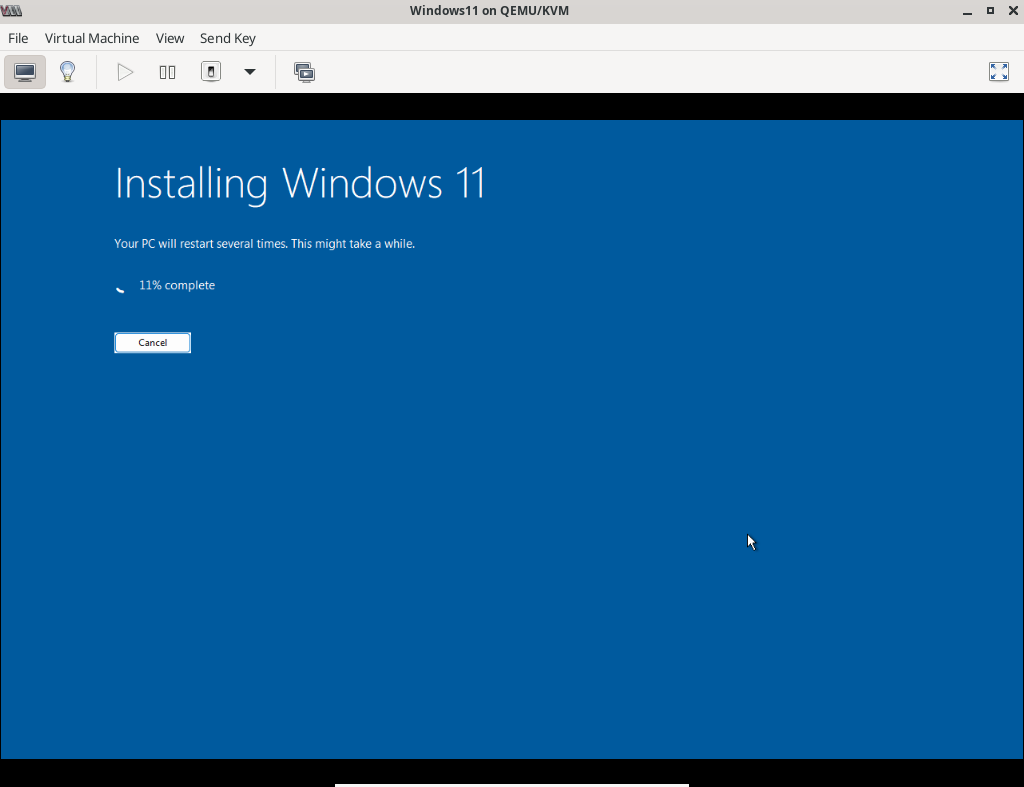 Windows11 on QEMU/KVM
File Virtual Machine View Send Key
Installing Windows 11
Your PC will restart several times. This might take a while.
11% complete
Cancel